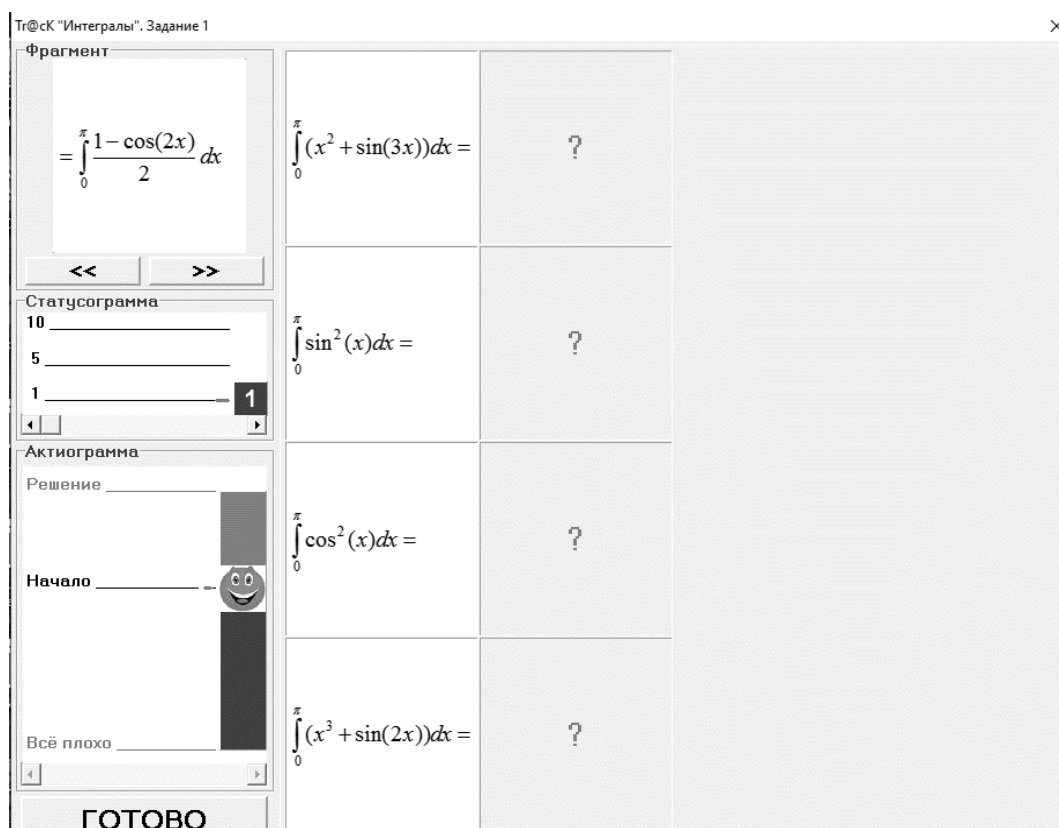 Tr@cK "Интегралы". Задание 1
Фрагмент
= ∫₀^π (1 − cos(2x))/2 dx
<< >>
Статусограмма
10
5
1
1
Актиограмма
Решение
Начало
Всё плохо
ГОТОВО
∫₀^π (x² + sin(3x))dx =
?
∫₀^π sin²(x)dx =
?
∫₀^π cos²(x)dx =
?
∫₀^π (x³ + sin(2x))dx =
?